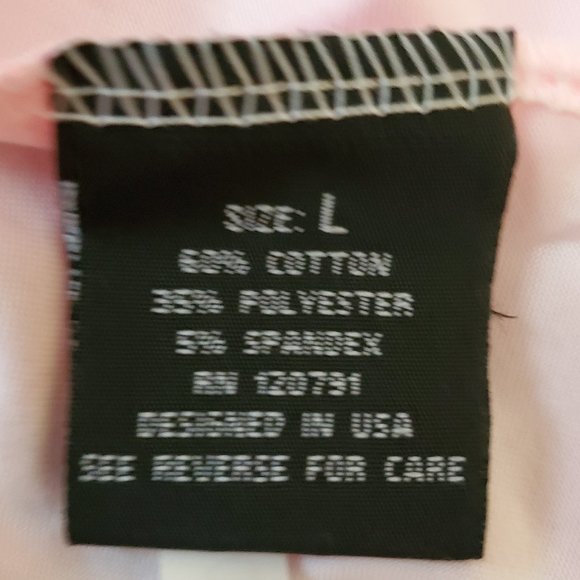 SIZE: L
60% COTTON
35% POLYESTER
5% SPANDEX
RN 120791
DESIGNED IN USA
SEE REVERSE FOR CARE